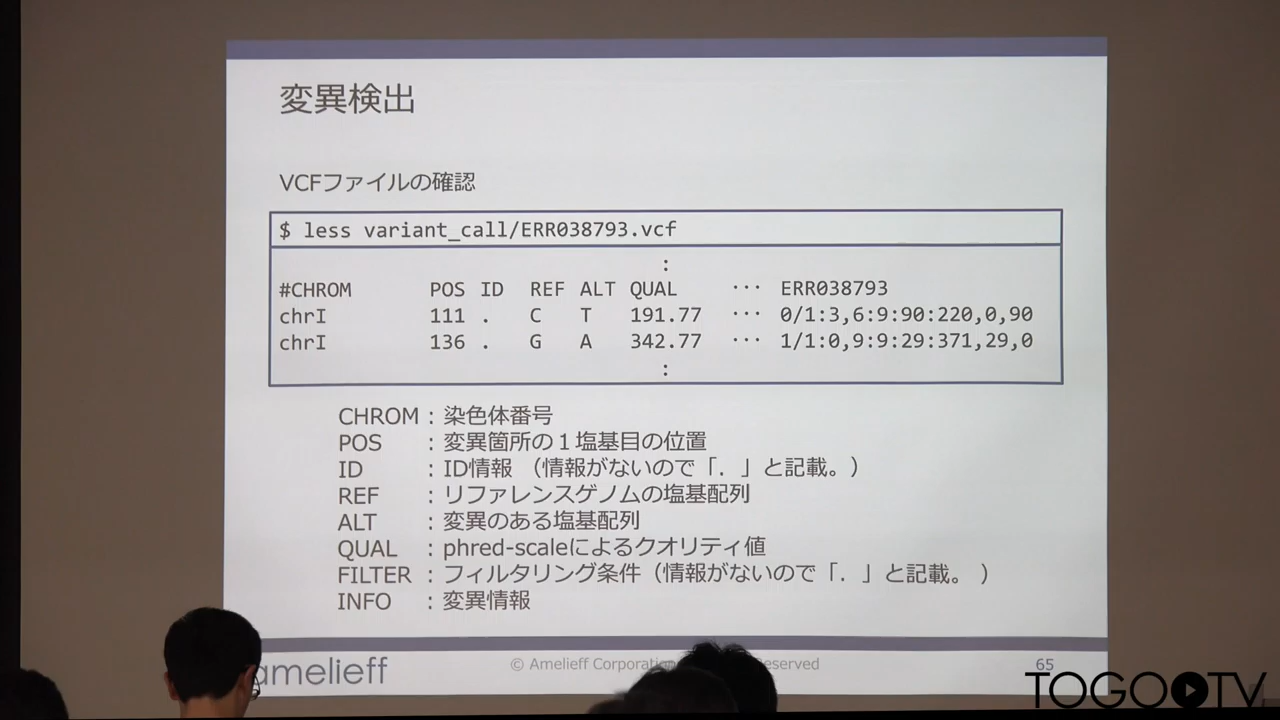 変異検出
VCFファイルの確認
$ less variant_call/ERR038793.vcf
:
#CHROM POS ID REF ALT QUAL ··· ERR038793
chrI 111 . C T 191.77 ··· 0/1:3,6:9:90:220,0,90
chrI 136 . G A 342.77 ··· 1/1:0,9:9:29:371,29,0
:
CHROM : 染色体番号
POS : 変異箇所の１塩基目の位置
ID : ID情報 （情報がないので「．」と記載。）
REF : リファレンスゲノムの塩基配列
ALT : 変異のある塩基配列
QUAL : phred-scaleによるクオリティ値
FILTER : フィルタリング条件（情報がないので「．」と記載。 ）
INFO : 変異情報
amelieff
© Amelieff Corporation Reserved
65
TOGOTV